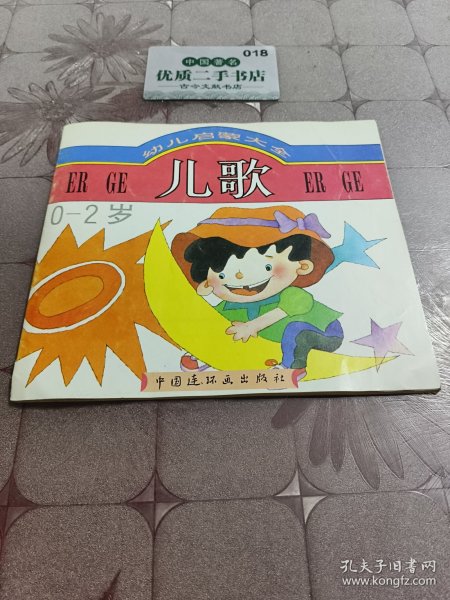 中国著名
018
优质二手书店
古今文献书店
幼儿启蒙大全
ER GE 儿歌 ER GE
0-2岁
中国连环画出版社
孔夫子旧书网
www.kongfz.com